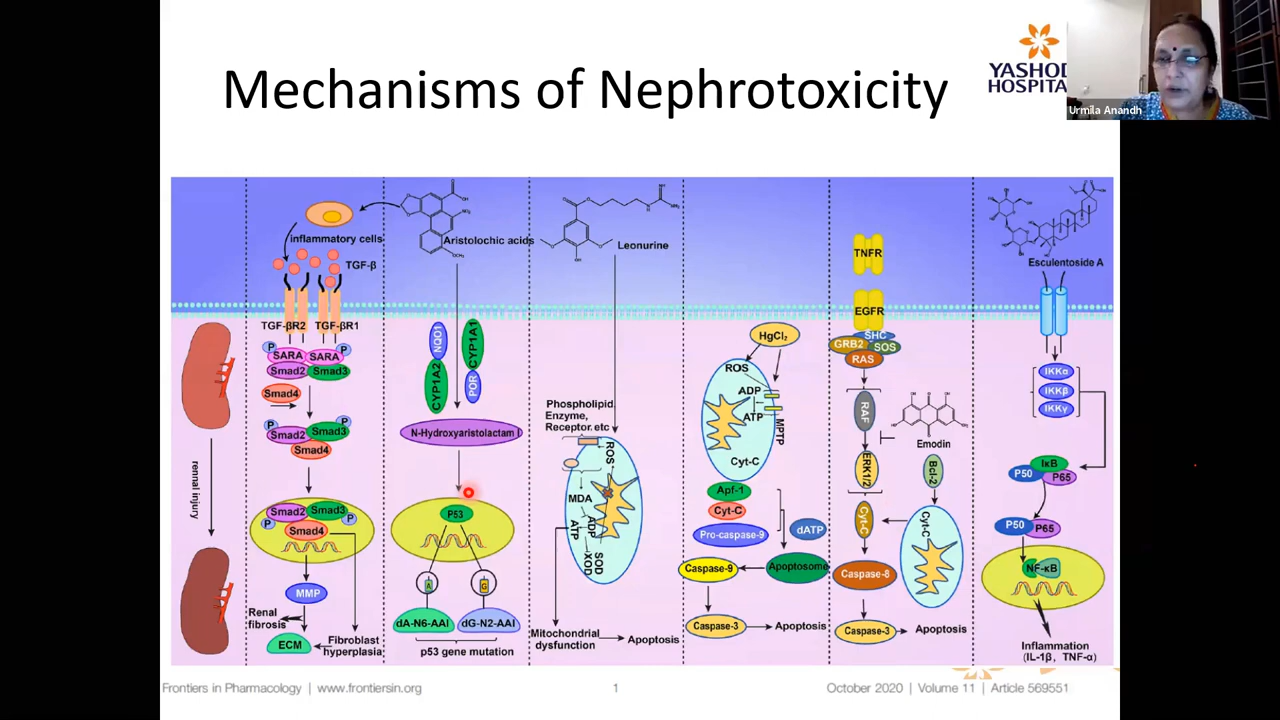 Mechanisms of Nephrotoxicity
YASHOD
HOSPITA
Urmila Anandh
inflammatory cells
TGF-β
TGF-βR2 TGF-βR1
P
P
SARA SARA
Smad2 Smad3
Smad4
P
P
Smad2 Smad3
Smad4
Smad2 Smad3
P
P
Smad4
MMP
Renal
fibrosis
ECM
Fibroblast
hyperplasia
rennal injury
Aristolochic acids
NQO1
CYP1A1
CYP1A2
POR
N-Hydroxyaristolactam I
P53
A
G
dA-N6-AAI
dG-N2-AAI
p53 gene mutation
Leonurine
Phospholipid,
Enzyme,
Receptor. etc
ROS
MDA
ADP
ATP
SOD
XOD
Mitochondrial
dysfunction
Apoptosis
HgCl₂
ROS
ADP
ATP
MPTP
Cyt-C
Apf-1
Cyt-C
Pro-caspase-9
dATP
Caspase-9
Apoptosome
Caspase-3
Apoptosis
TNFR
EGFR
SHC
GRB2
SOS
RAS
RAF
Emodin
ERK1/2
Bcl-2
Cyt-C
Cyt-C
Caspase-8
Caspase-3
Apoptosis
Esculentoside A
IKKα
IKKβ
IKKγ
IκB
P50
P65
P50
P65
NF-κB
Inflammation
(IL-1β, TNF-α)
Frontiers in Pharmacology | www.frontiersin.org
1
October 2020 | Volume 11 | Article 569551